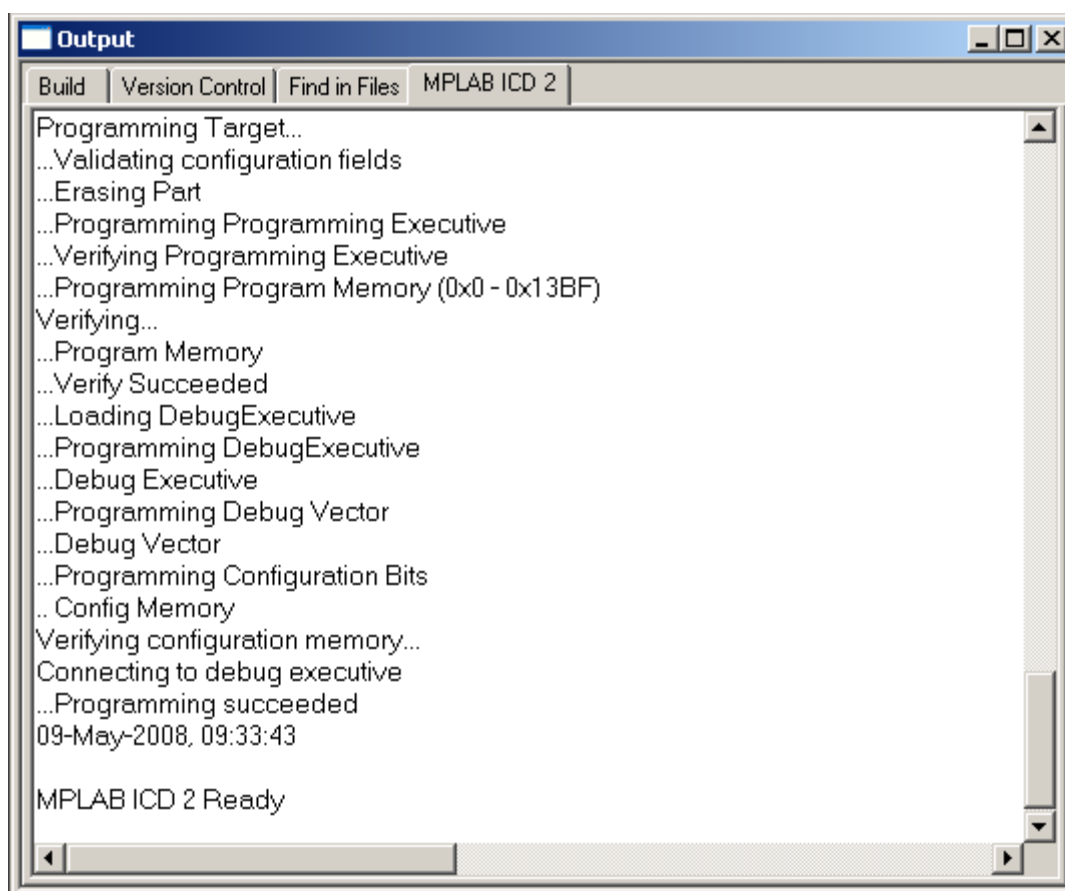 Output
Build Version Control Find in Files MPLAB ICD 2
Programming Target...
...Validating configuration fields
...Erasing Part
...Programming Programming Executive
...Verifying Programming Executive
...Programming Program Memory (0x0 - 0x13BF)
Verifying...
...Program Memory
...Verify Succeeded
...Loading DebugExecutive
...Programming DebugExecutive
...Debug Executive
...Programming Debug Vector
...Debug Vector
...Programming Configuration Bits
.. Config Memory
Verifying configuration memory...
Connecting to debug executive
...Programming succeeded
09-May-2008, 09:33:43
MPLAB ICD 2 Ready